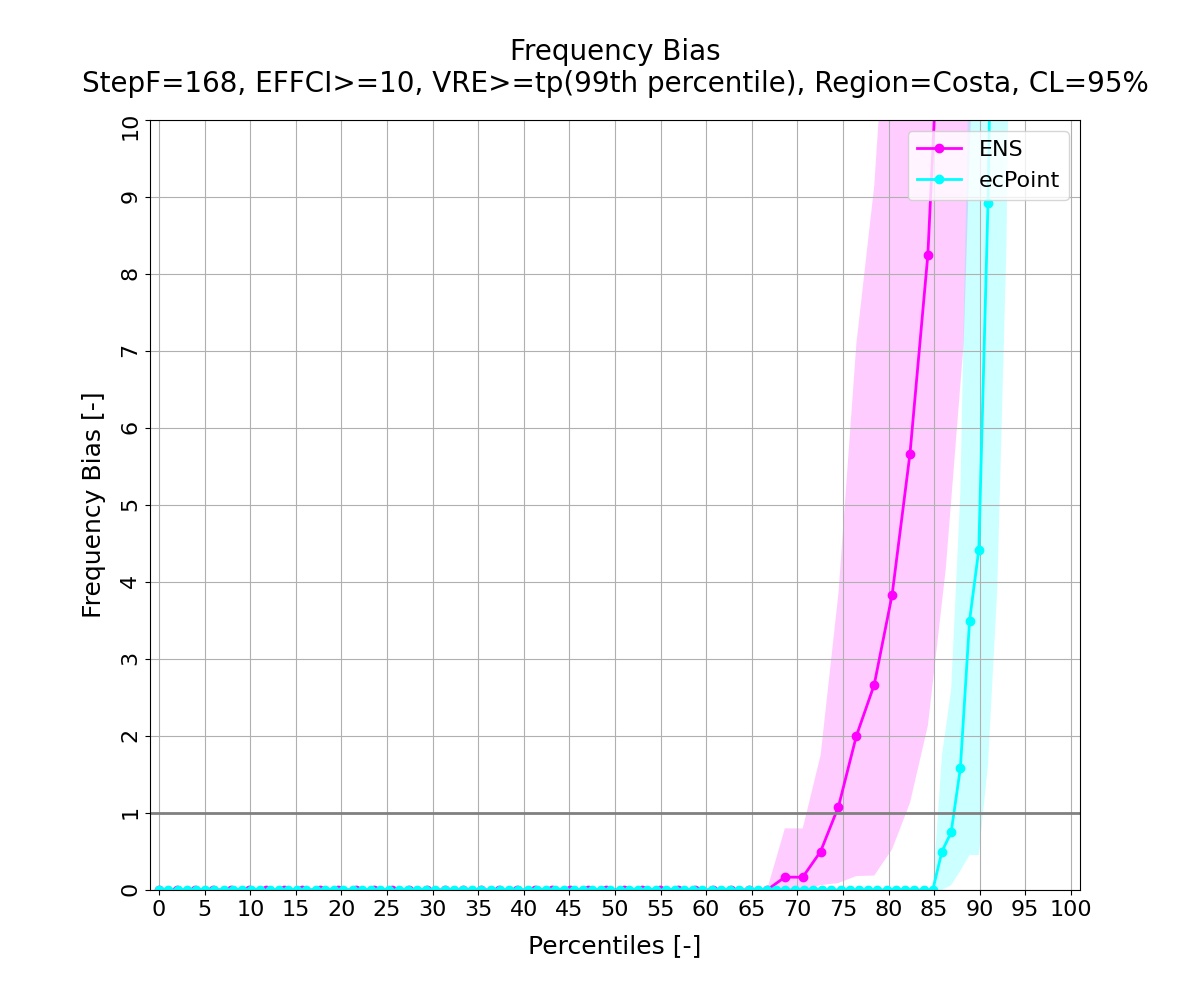 Frequency Bias
StepF=168, EFFCI>=10, VRE>=tp(99th percentile), Region=Costa, CL=95%
ENS
ecPoint
Frequency Bias [-]
10
9
8
7
6
5
4
3
2
1
0
0 5 10 15 20 25 30 35 40 45 50 55 60 65 70 75 80 85 90 95 100
Percentiles [-]